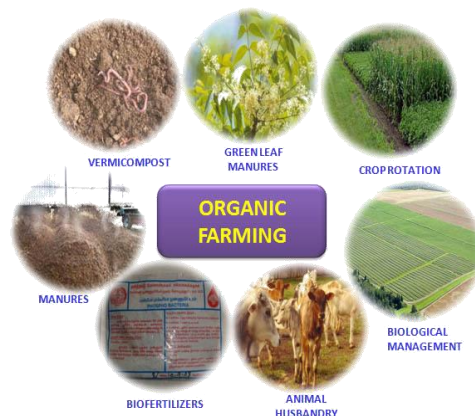 VERMICOMPOST
GREEN LEAF
MANURES
CROP ROTATION
ORGANIC
FARMING
MANURES
BIOLOGICAL
MANAGEMENT
BIOFERTILIZERS
ANIMAL
HUSBANDRY